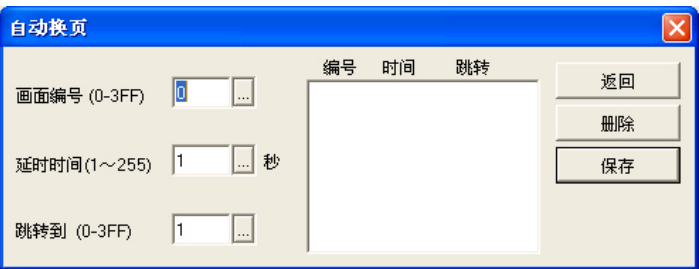 自动换页
画面编号 (0-3FF) 0 ...
延时时间(1～255) 1 ... 秒
跳转到 (0-3FF) 1 ...
编号 时间 跳转
返回
删除
保存